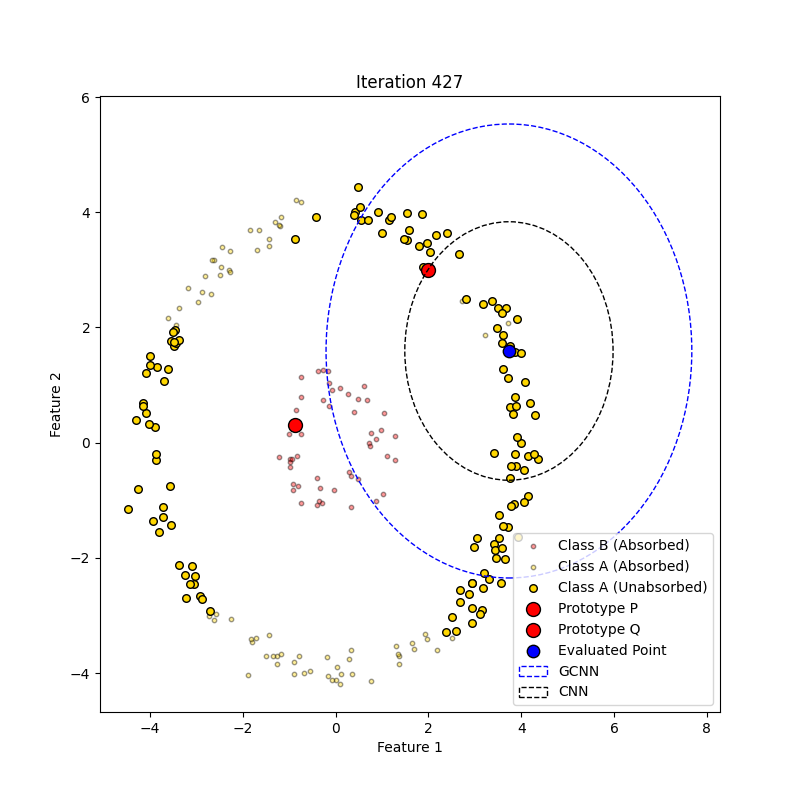 Iteration 427
Feature 2
6
4
2
0
−2
−4
−4
−2
0
2
4
6
8
Feature 1
Class B (Absorbed)
Class A (Absorbed)
Class A (Unabsorbed)
Prototype P
Prototype Q
Evaluated Point
GCNN
CNN